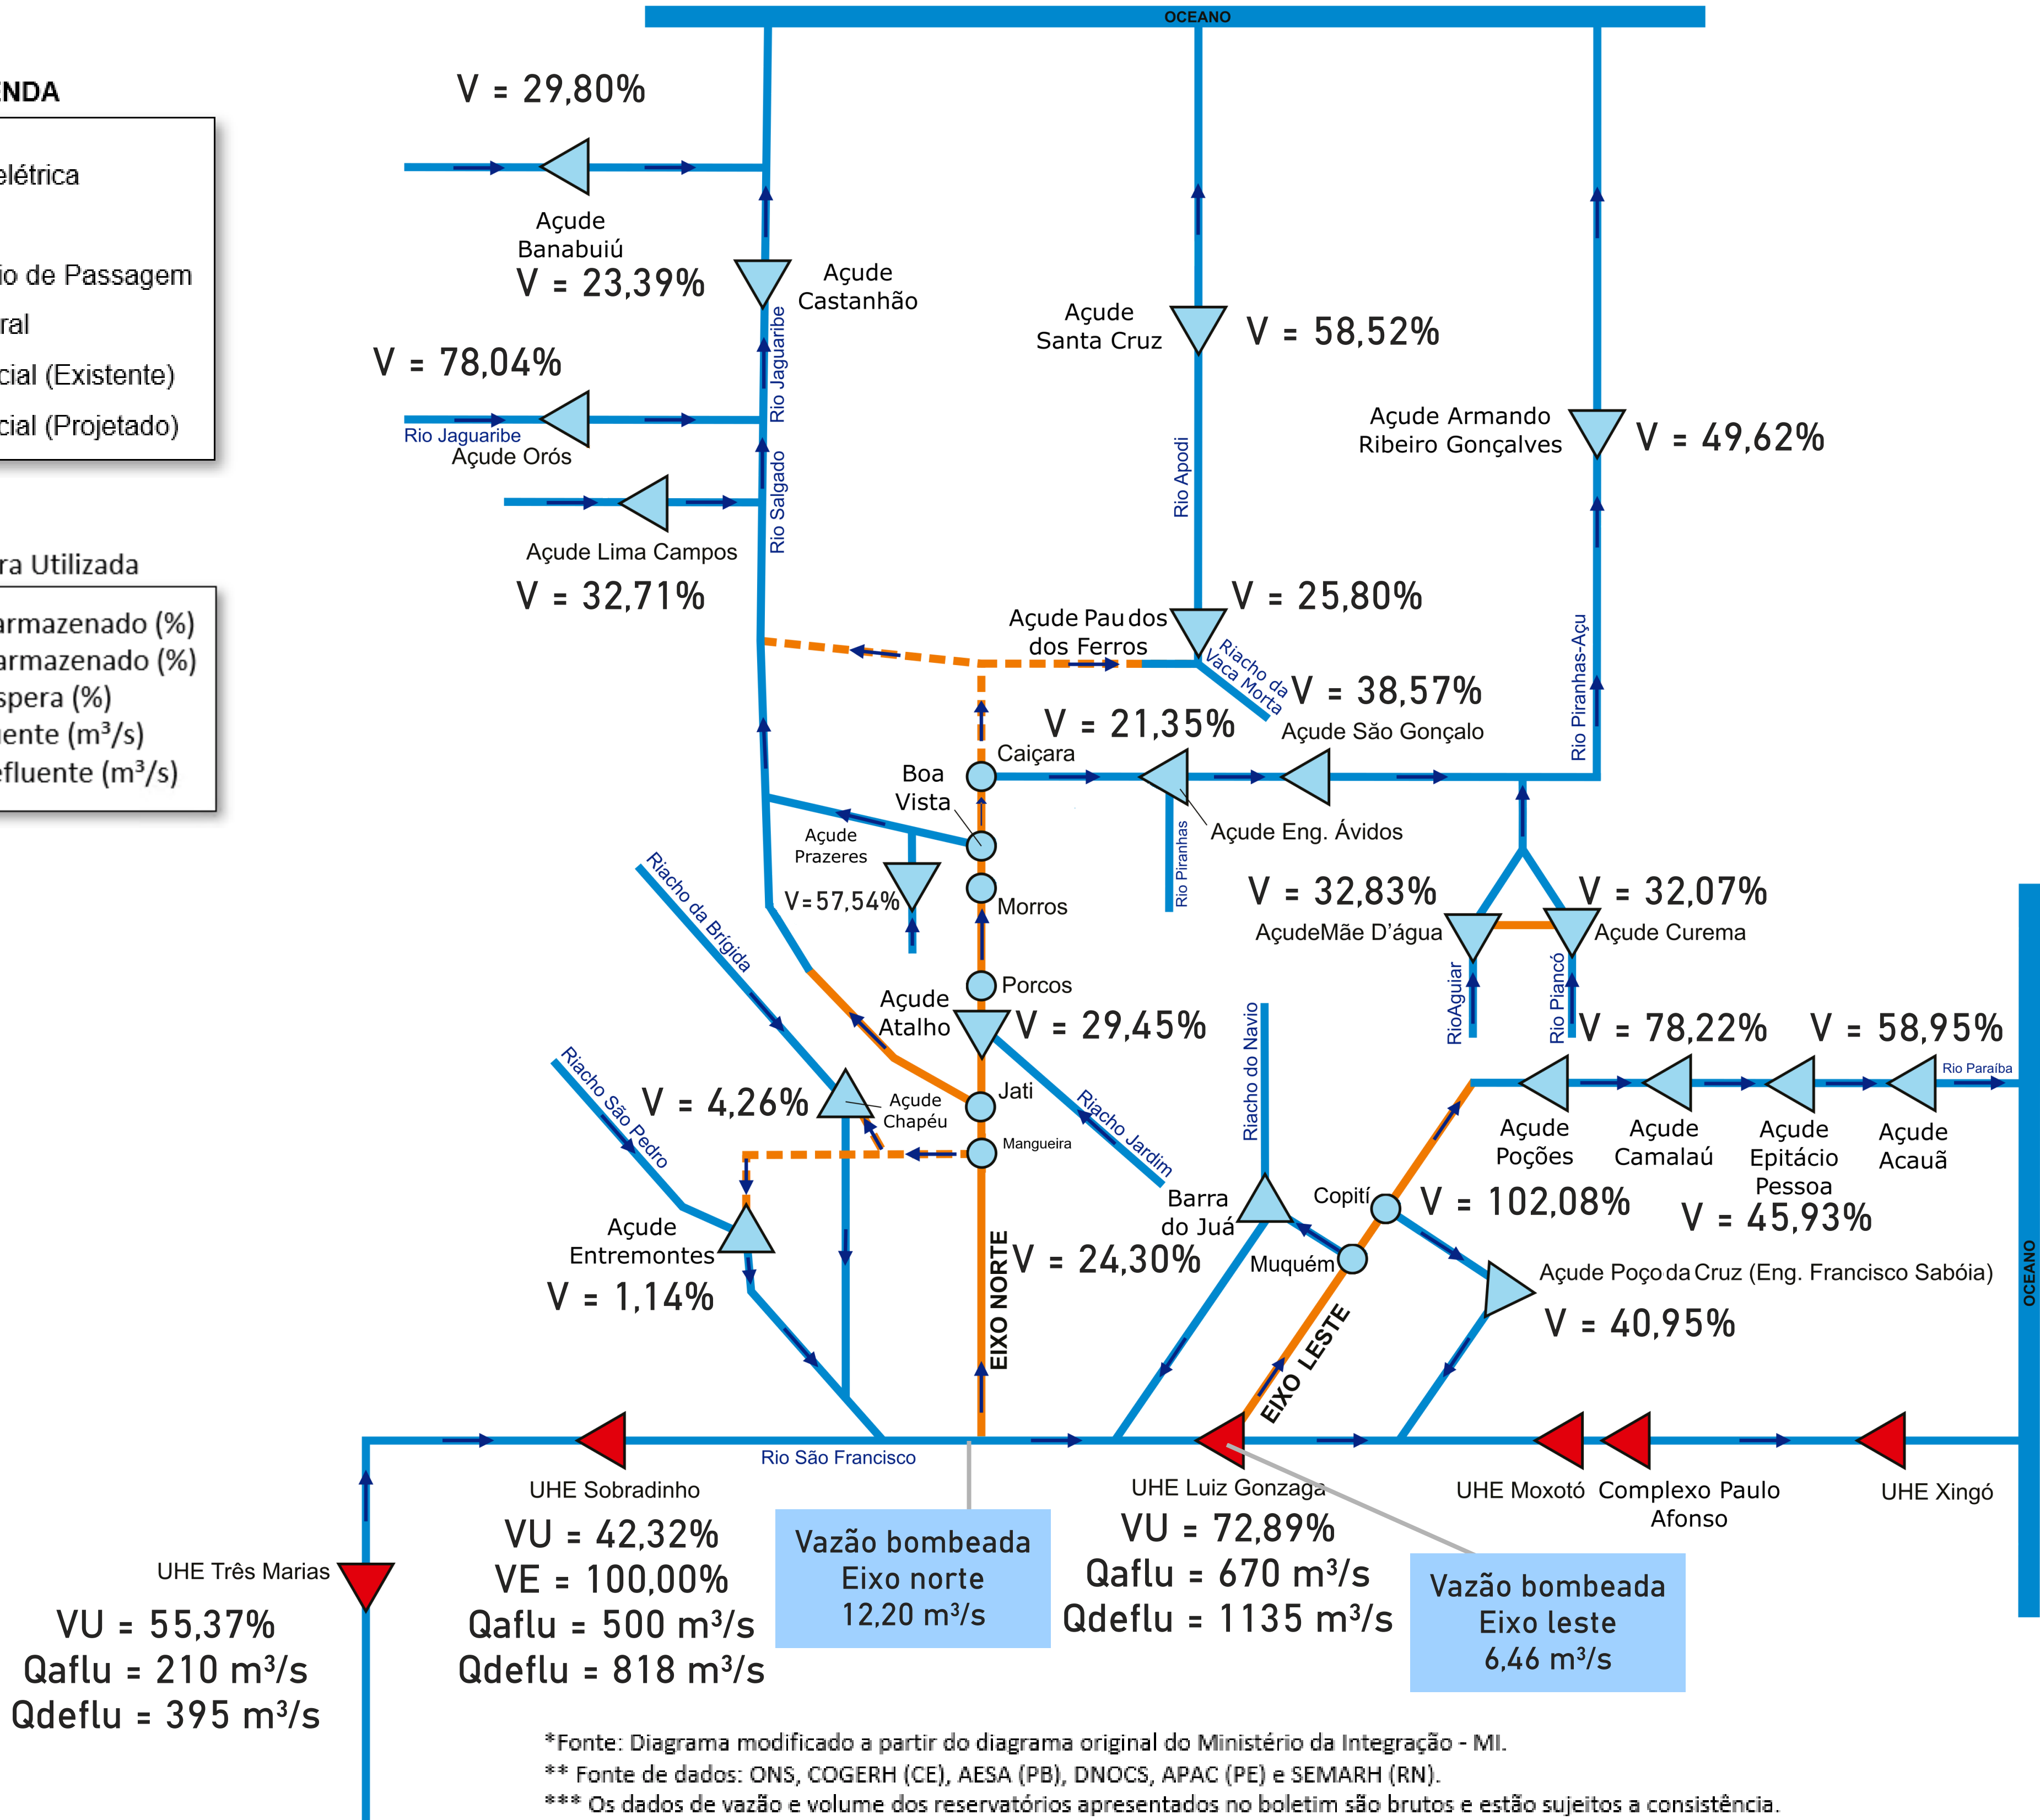 OCEANO
V = 29,80%
ENDA
elétrica
io de Passagem
ral
cial (Existente)
cial (Projetado)
Açude
Banabuiú
V = 23,39%
Açude
Castanhão
Rio Jaguaribe
V = 78,04%
Rio Jaguaribe
Açude Orós
Rio Salgado
Açude Lima Campos
V = 32,71%
Açude
Santa Cruz
V = 58,52%
Rio Apodi
Açude Armando
Ribeiro Gonçalves
V = 49,62%
Rio Piranhas-Açu
ra Utilizada
armazenado (%)
armazenado (%)
spera (%)
uente (m³/s)
efluente (m³/s)
V = 25,80%
Açude Pau dos
dos Ferros
Riacho da
Vaca Morta
V = 38,57%
Açude São Gonçalo
V = 21,35%
Caiçara
Boa
Vista
Açude Eng. Ávidos
Rio Piranhas
Açude
Prazeres
V= 57,54%
Morros
Riacho da Brígida
V = 32,83%
AçudeMãe D'água
V = 32,07%
Açude Curema
RioAguiar
Rio Piancó
Porcos
Açude
Atalho
V = 29,45%
Riacho Jardim
Riacho do Navio
Riacho São Pedro
V = 4,26%
Açude
Chapéu
Jati
Mangueira
V = 78,22%
V = 58,95%
Rio Paraíba
Açude
Poções
Açude
Camalaú
Açude
Epitácio
Pessoa
Açude
Acauã
V = 102,08%
V = 45,93%
Barra
do Juá
Copití
Muquém
V = 24,30%
Açude
Entremontes
V = 1,14%
EIXO NORTE
EIXO LESTE
Açude Poço da Cruz (Eng. Francisco Sabóia)
V = 40,95%
OCEANO
Rio São Francisco
UHE Sobradinho
VU = 42,32%
VE = 100,00%
Qaflu = 500 m³/s
Qdeflu = 818 m³/s
Vazão bombeada
Eixo norte
12,20 m³/s
UHE Luiz Gonzaga
VU = 72,89%
Qaflu = 670 m³/s
Qdeflu = 1135 m³/s
Vazão bombeada
Eixo leste
6,46 m³/s
UHE Moxotó
Complexo Paulo
Afonso
UHE Xingó
UHE Três Marias
VU = 55,37%
Qaflu = 210 m³/s
Qdeflu = 395 m³/s
*Fonte: Diagrama modificado a partir do diagrama original do Ministério da Integração - MI.
** Fonte de dados: ONS, COGERH (CE), AESA (PB), DNOCS, APAC (PE) e SEMARH (RN).
*** Os dados de vazão e volume dos reservatórios apresentados no boletim são brutos e estão sujeitos a consistência.